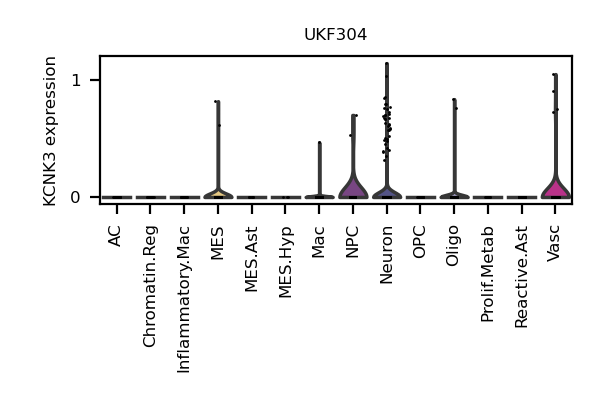 UKF304
KCNK3 expression
1
0
AC
Chromatin.Reg
Inflammatory.Mac
MES
MES.Ast
MES.Hyp
Mac
NPC
Neuron
OPC
Oligo
Prolif.Metab
Reactive.Ast
Vasc